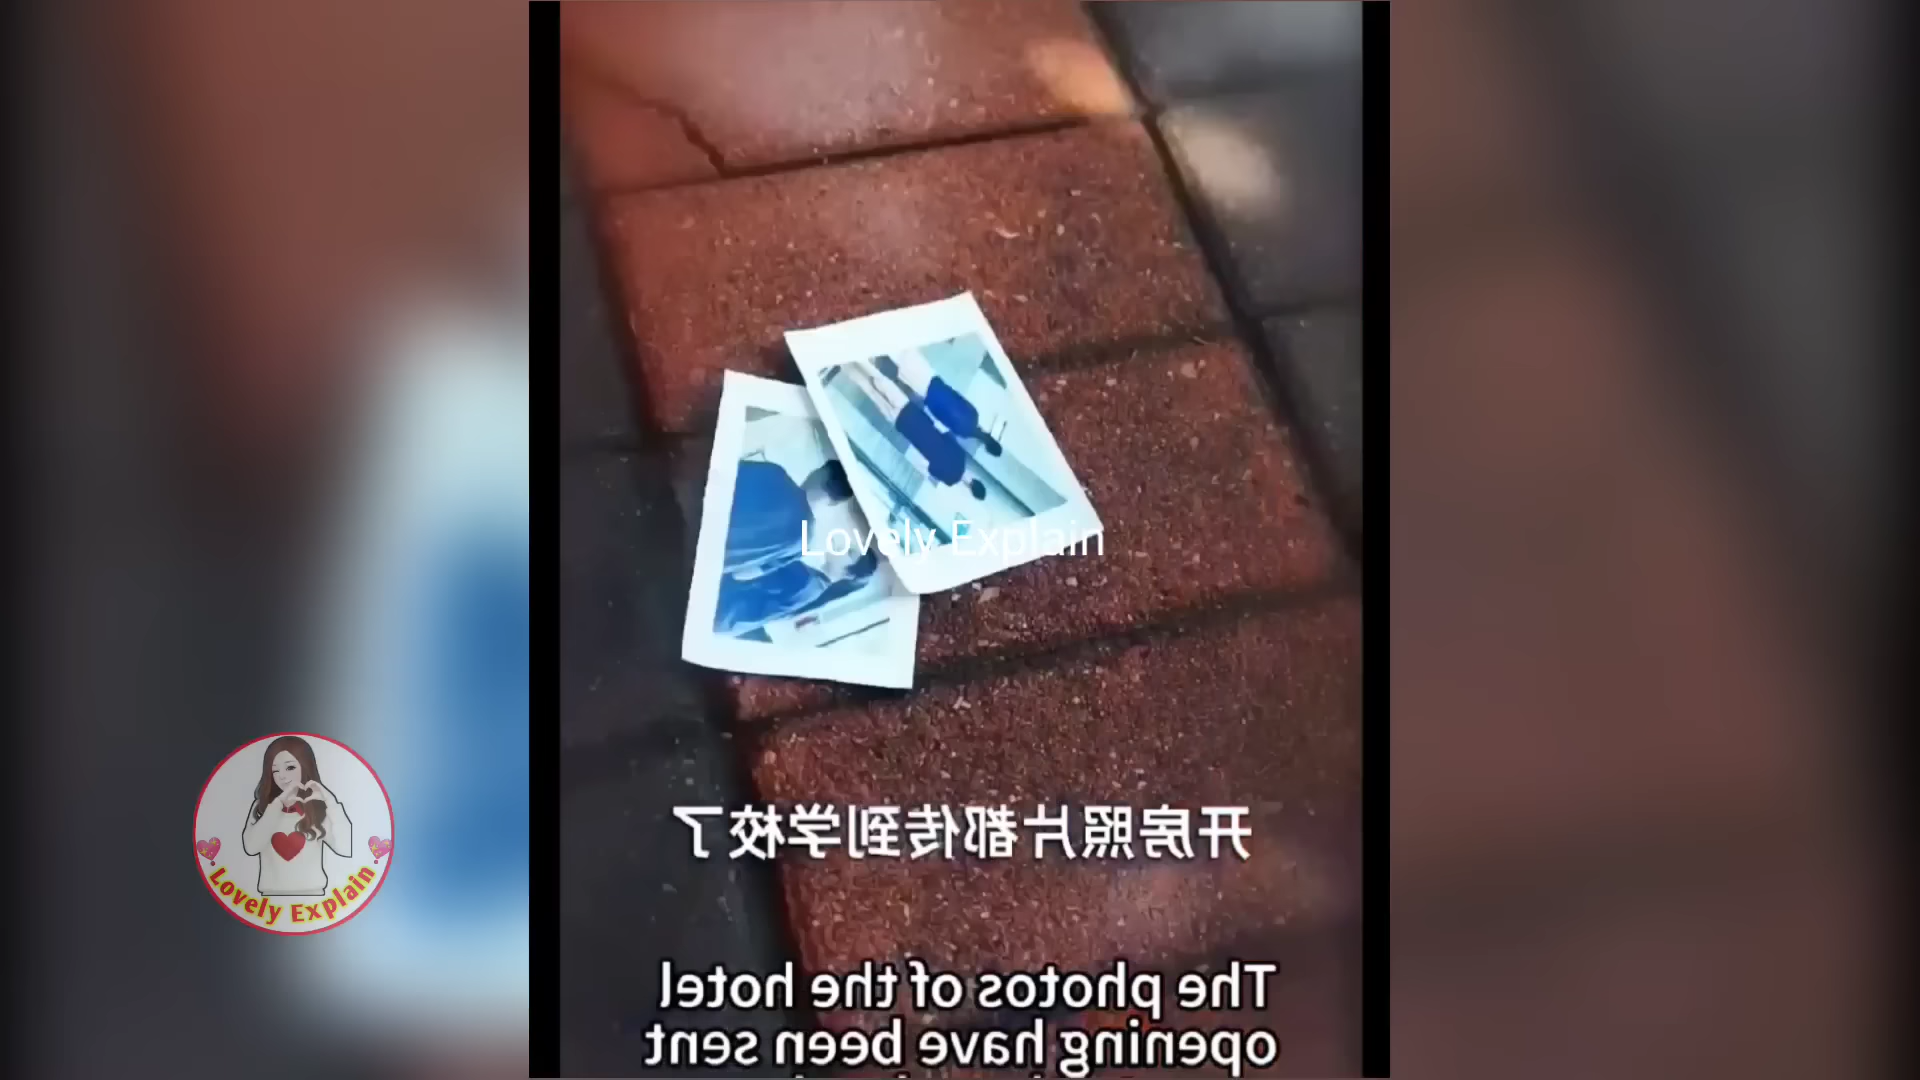 Lovely Explain
开房照片都传到学校了
The photos of the hotel
opening have been sent
Lovely Explain